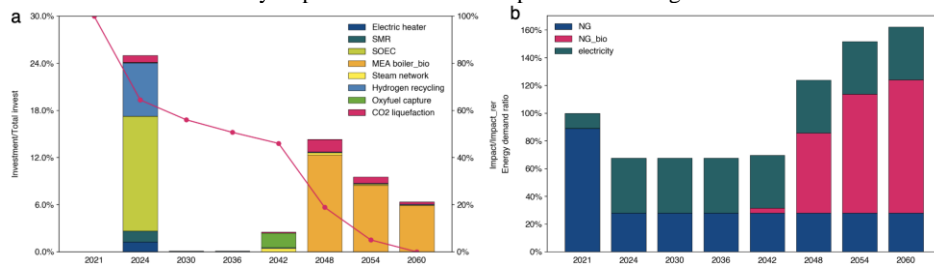 a
30.0%
24.0%
18.0%
12.0%
6.0%
0.0%
Investment/Total invest
100%
80%
60%
40%
20%
0%
Electric heater
SMR
SOEC
MEA boiler_bio
Steam network
Hydrogen recycling
Oxyfuel capture
CO2 liquefaction
2021 2024 2030 2036 2042 2048 2054 2060
b
Impact/Impact_rer
Energy demand ratio
160%
140%
120%
100%
80%
60%
40%
20%
0%
NG
NG_bio
electricity
2021 2024 2030 2036 2042 2048 2054 2060